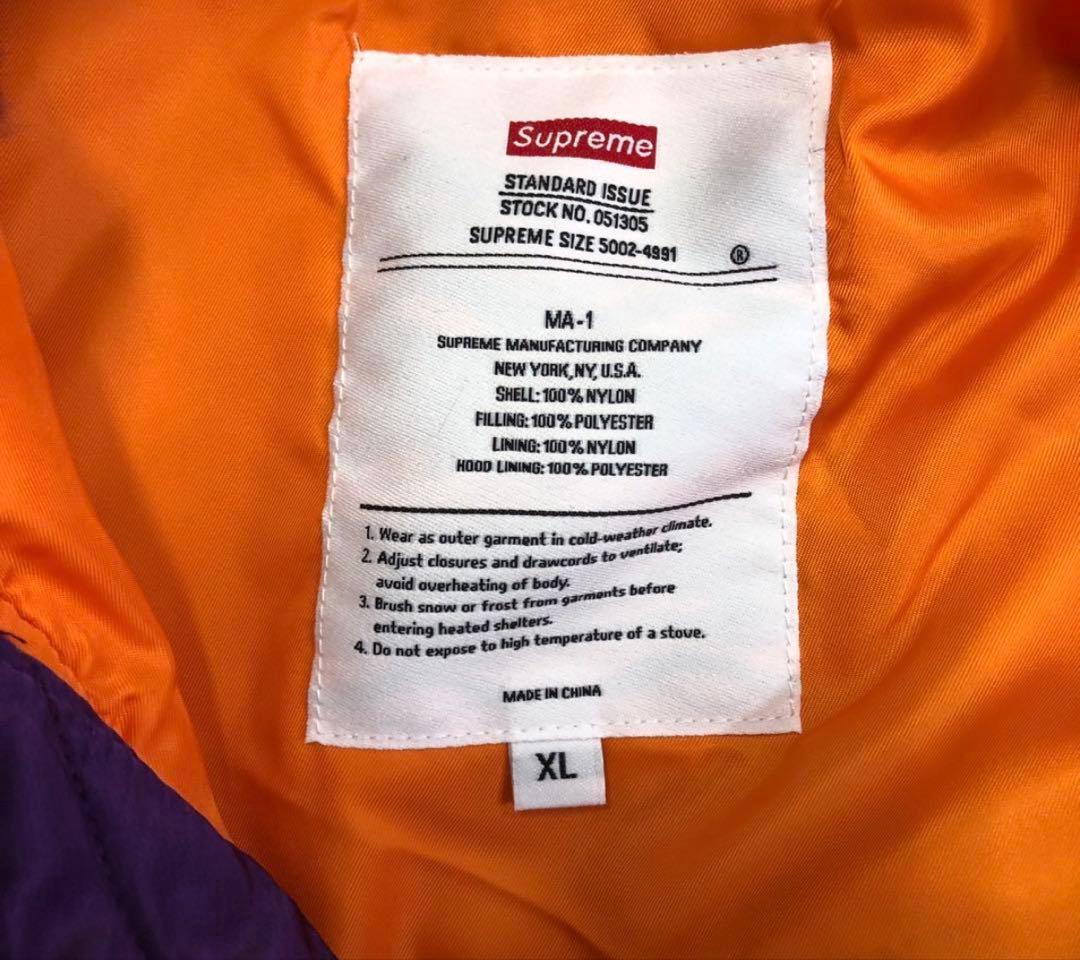 Supreme
STANDARD ISSUE
STOCK NO. 051305
SUPREME SIZE 5002-4991 ®
MA-1
SUPREME MANUFACTURING COMPANY
NEW YORK, NY, U.S.A.
SHELL: 100% NYLON
FILLING: 100% POLYESTER
LINING: 100% NYLON
HOOD LINING: 100% POLYESTER
1. Wear as outer garment in cold-weather climate.
2. Adjust closures and drawcords to ventilate;
avoid overheating of body.
3. Brush snow or frost from garments before
entering heated shelters.
4. Do not expose to high temperature of a stove.
MADE IN CHINA
XL